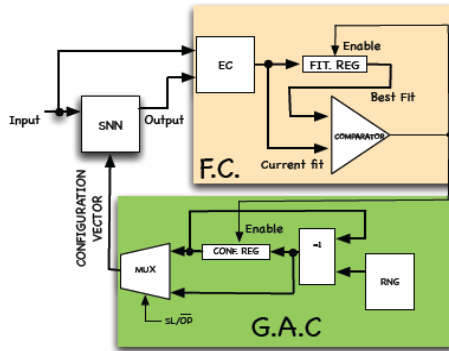 Enable
EC
FIT. REG
Best Fit
Input
SNN
Output
COMPARATOR
Current fit
F.C.
CONFIGURATION
VECTOR
Enable
MUX
CONF. REG
=1
RNG
SL/OP
G.A.C